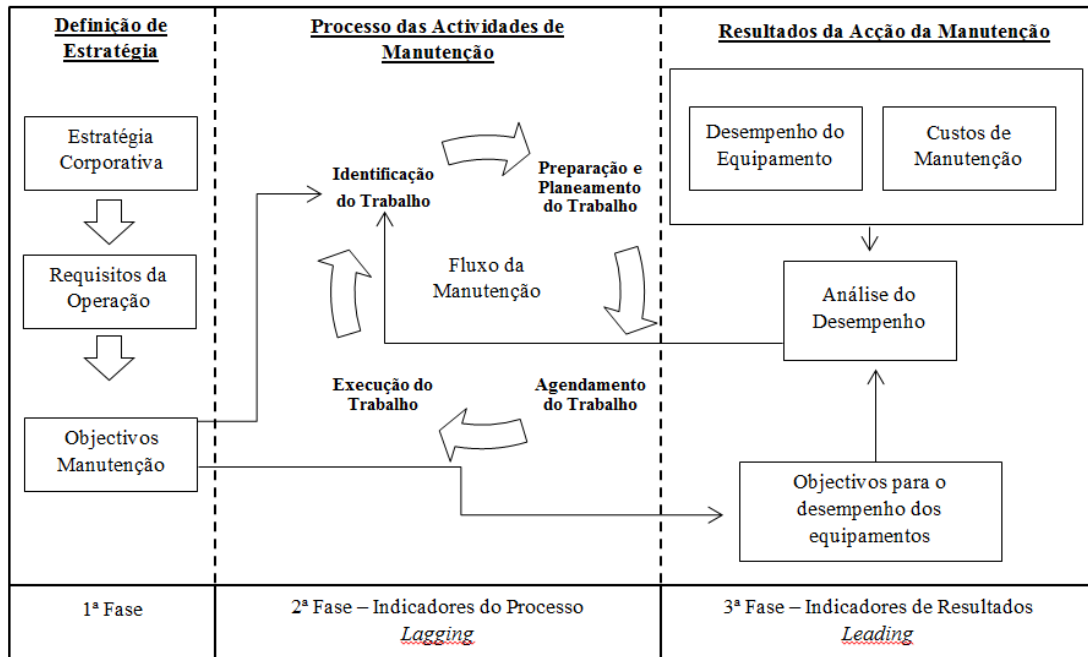 Definição de
Estratégia
Estratégia
Corporativa
Requisitos da
Operação
Objectivos
Manutenção
1ª Fase
Processo das Actividades de
Manutenção
Identificação
do Trabalho
Preparação e
Planeamento
do Trabalho
Fluxo da
Manutenção
Execução do
Trabalho
Agendamento
do Trabalho
2ª Fase – Indicadores do Processo
Lagging
Resultados da Acção da Manutenção
Desempenho do
Equipamento
Custos de
Manutenção
Análise do
Desempenho
Objectivos para o
desempenho dos
equipamentos
3ª Fase – Indicadores de Resultados
Leading